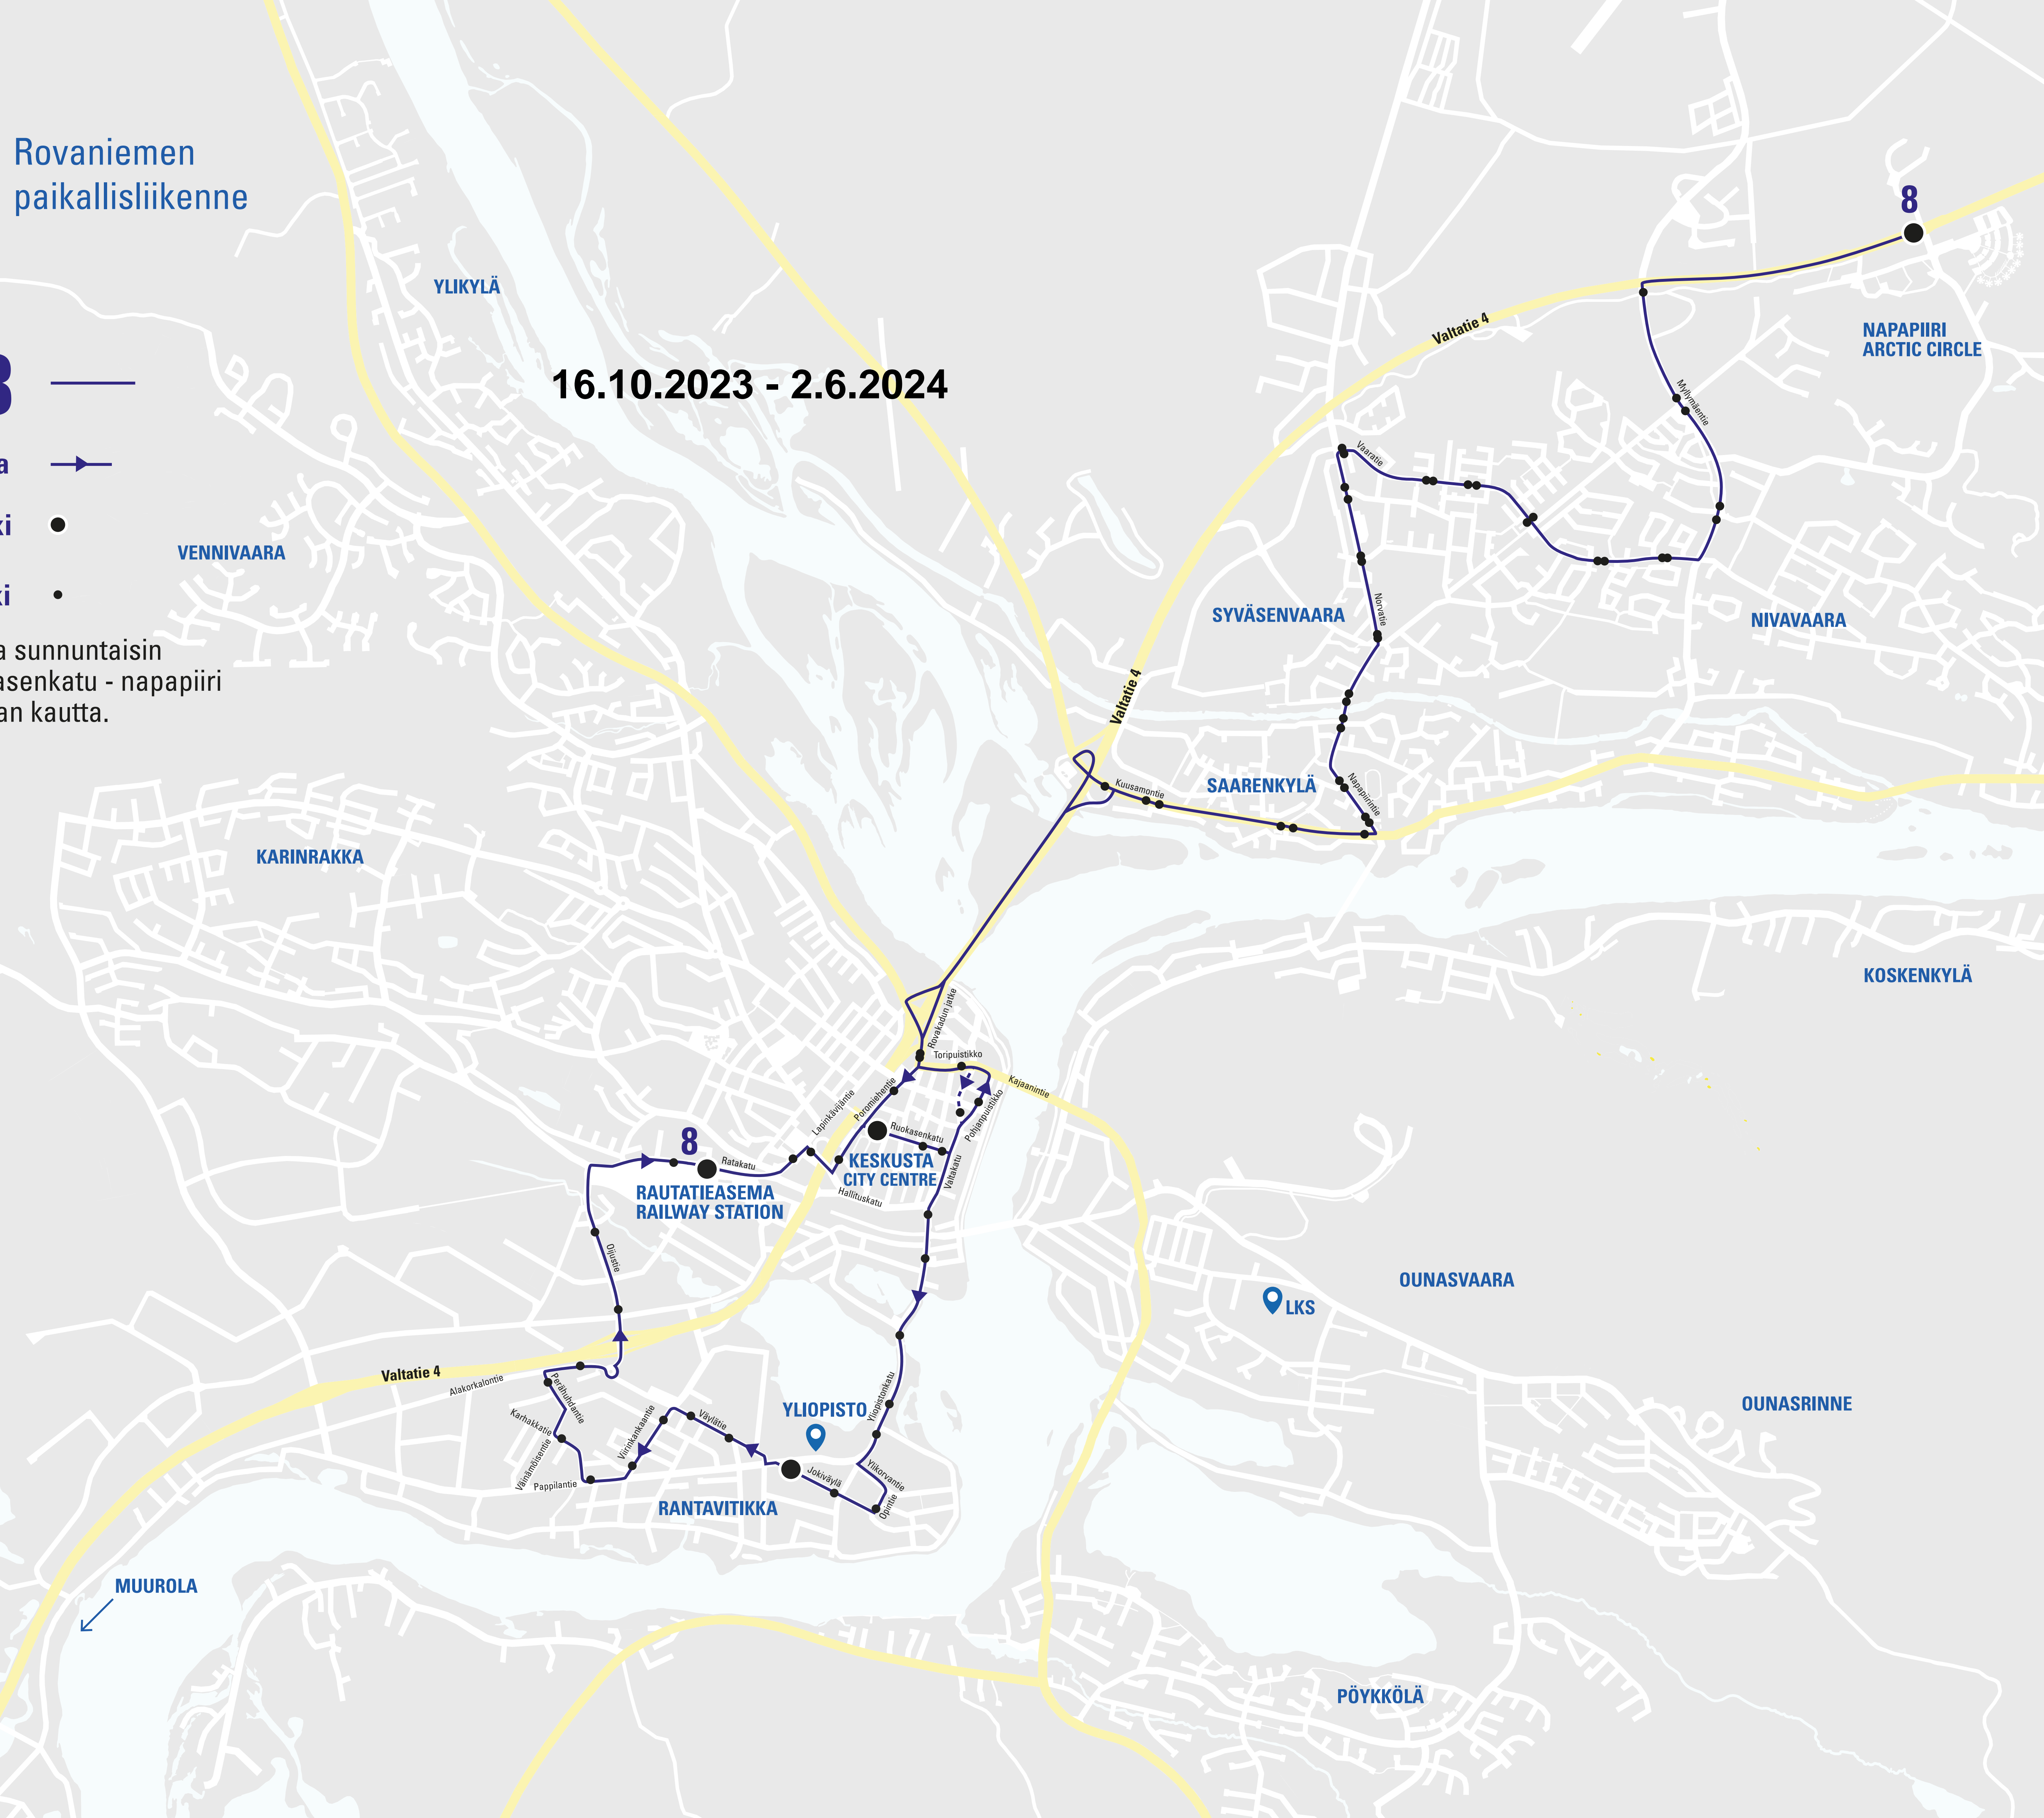 Rovaniemen
paikallisliikenne
8
YLIKYLÄ
NAPAPIIRI
ARCTIC CIRCLE
Valtatie 4
16.10.2023 - 2.6.2024
Myllymäentie
Vaaratie
a
ki
ki
a sunnuntaisin
asenkatu - napapiiri
an kautta.
VENNIVAARA
SYVÄSENVAARA
Norvatie
NIVAVAARA
Valtatie 4
Kuusamontie
SAARENKYLÄ
Napapiirintie
KARINRAKKA
KOSKENKYLÄ
Rovakadun jatke
Toripuistikko
Kajaanintie
Poromiehentie
Lapinkävijäntie
Pohjanpuistikko
Ruokasenkatu
8
Ratakatu
KESKUSTA
CITY CENTRE
Valtakatu
Hallituskatu
RAUTATIEASEMA
RAILWAY STATION
Oijustie
OUNASVAARA
LKS
Valtatie 4
Alakorkalontie
Perähuhdantie
Karhakkatie
Väinämöisentie
Pappilantie
Viirinkankaantie
Väylätie
YLIOPISTO
Yliopistonkatu
Ylikorvantie
Jokiväylä
Opintie
RANTAVITIKKA
OUNASRINNE
MUUROLA
PÖYKKÖLÄ